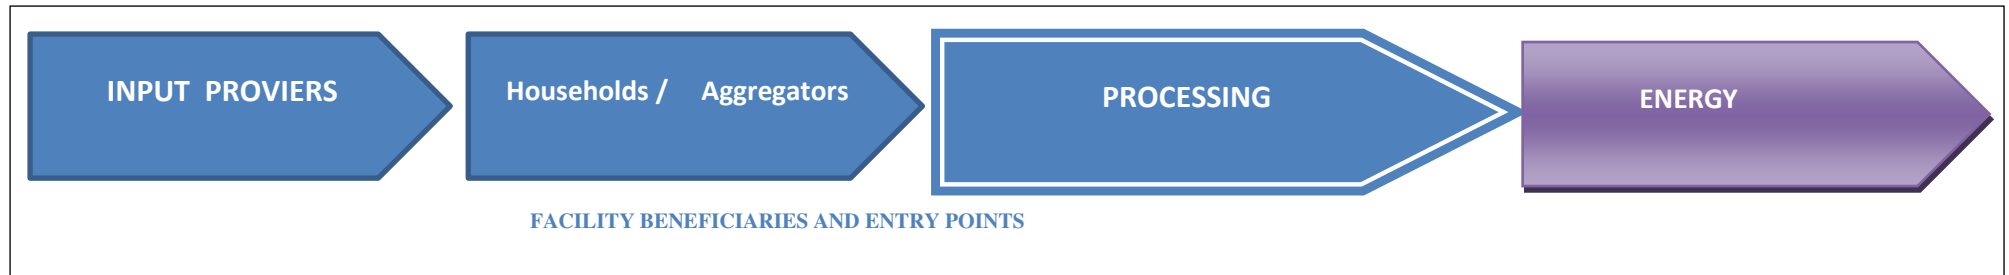 INPUT PROVIERS
Households / Aggregators
PROCESSING
ENERGY
FACILITY BENEFICIARIES AND ENTRY POINTS